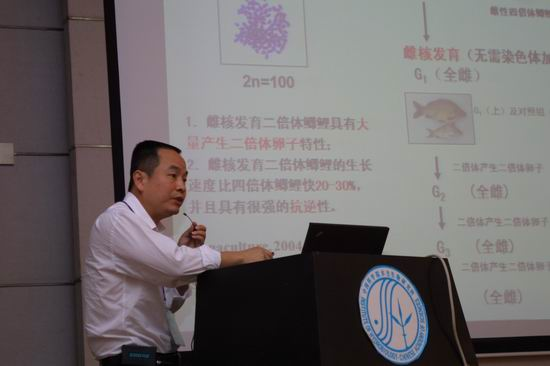 雌性四倍体鲫鲤
2n=100
雌核发育(无需染色体加
G₁(全雌)
G₁(上)及对照组
1．雌核发育二倍体鲫鲤具有大
量产生二倍体卵子特性;
2．雌核发育二倍体鲫鲤的生长
速度比四倍体鲫鲤快20-30%,
并且具有很强的抗逆性。
aculture, 2004
二倍体产生二倍体卵子
G₂ (全雌)
二倍体产生二倍体卵
G₃ (全雌)
二倍体产生二倍体卵子
(全雌)